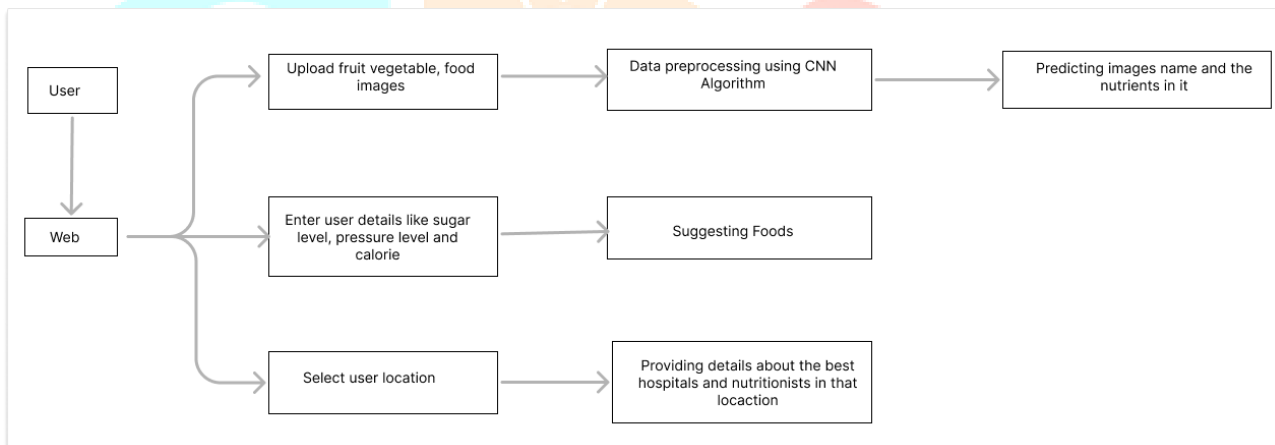 User
Upload fruit vegetable, food
images
Data preprocessing using CNN
Algorithm
Predicting images name and the
nutrients in it
Web
Enter user details like sugar
level, pressure level and
calorie
Suggesting Foods
Select user location
Providing details about the best
hospitals and nutritionists in that
locaction